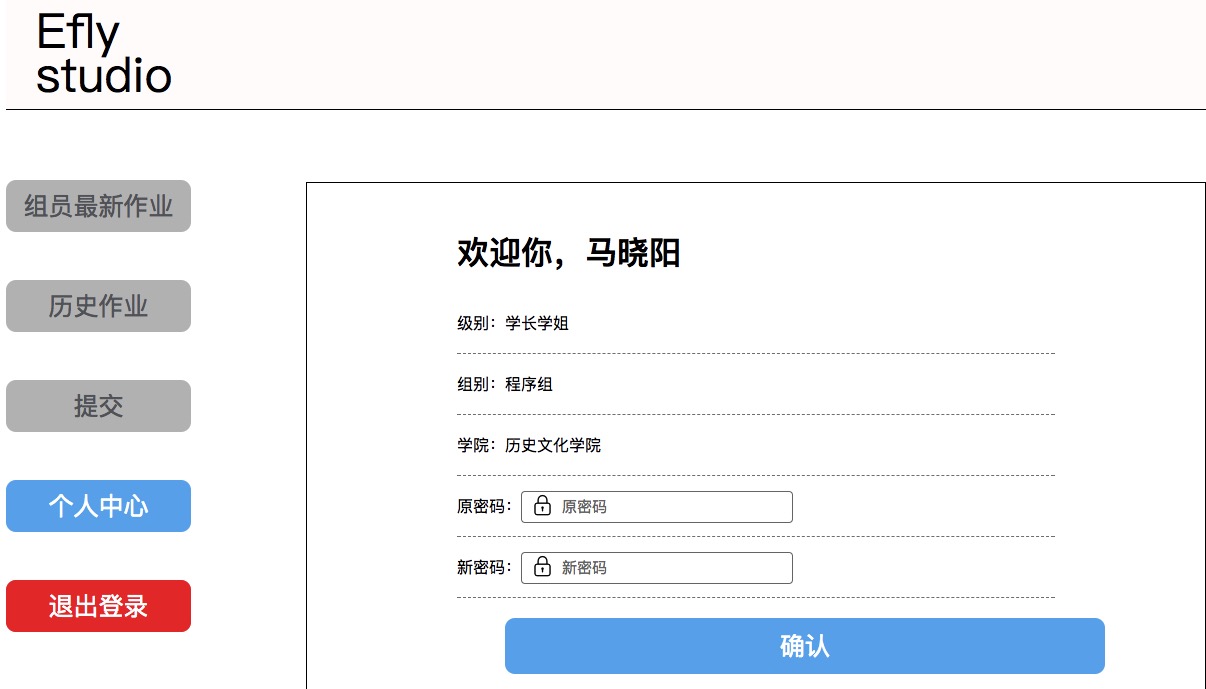 Efly
studio
组员最新作业
历史作业
提交
个人中心
退出登录
欢迎你，马晓阳
级别：学长学姐
组别：程序组
学院：历史文化学院
原密码： 原密码
新密码： 新密码
确认